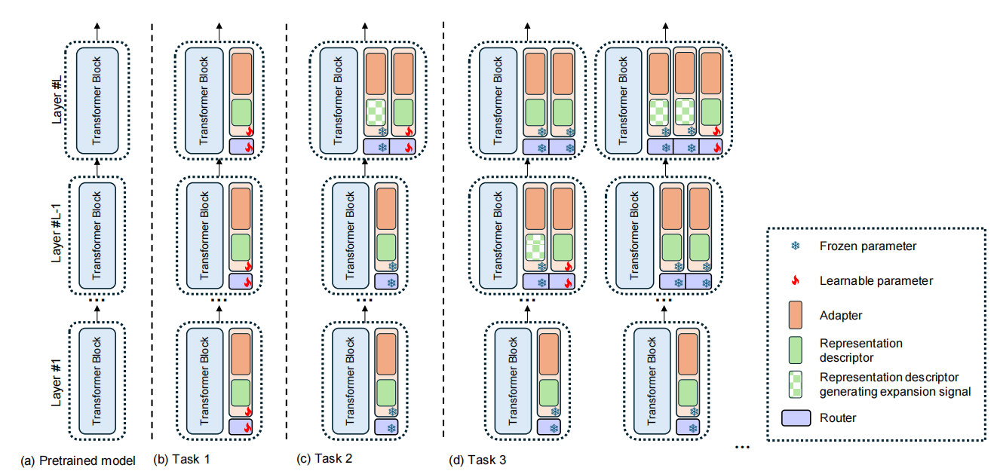 Layer #L
Transformer Block
Transformer Block
Transformer Block
Transformer Block
Transformer Block
Layer #L-1
Transformer Block
Transformer Block
Transformer Block
Transformer Block
Transformer Block
...
...
...
...
...
Layer #1
Transformer Block
Transformer Block
Transformer Block
Transformer Block
Transformer Block
...
Frozen parameter
Learnable parameter
Adapter
Representation
descriptor
Representation descriptor
generating expansion signal
Router
(a) Pretrained model
(b) Task 1
(c) Task 2
(d) Task 3